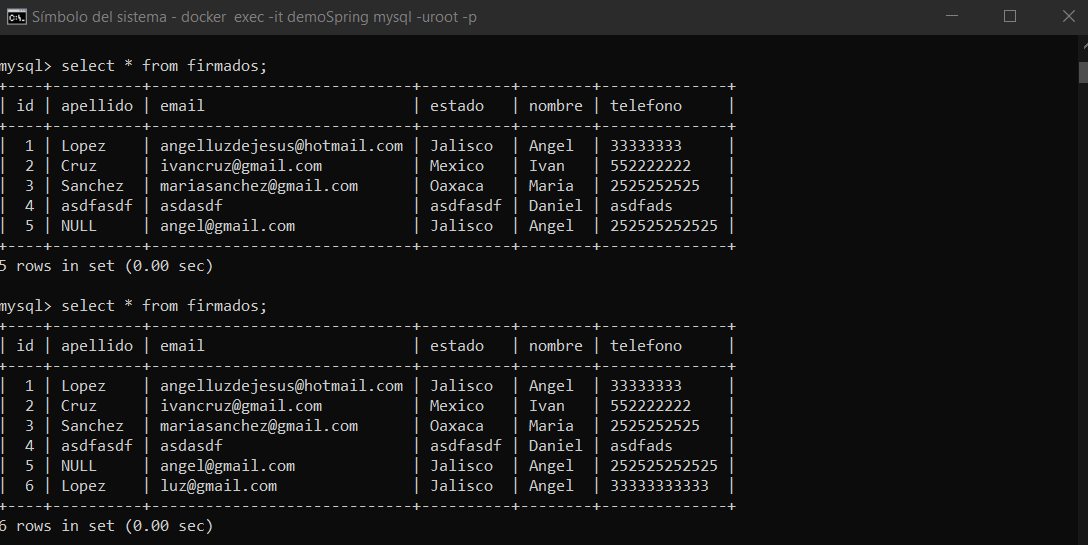 Símbolo del sistema - docker exec -it demoSpring mysql -uroot -p
mysql> select * from firmados;
+----+----------+--------------------------+----------+--------+--------------+
| id | apellido | email                    | estado   | nombre | telefono     |
+----+----------+--------------------------+----------+--------+--------------+
|  1 | Lopez    | angelluzdejesus@hotmail.com | Jalisco  | Angel  | 33333333     |
|  2 | Cruz     | ivancruz@gmail.com       | Mexico   | Ivan   | 552222222    |
|  3 | Sanchez  | mariasanchez@gmail.com   | Oaxaca   | Maria  | 2525252525   |
|  4 | asdfasdf | asdasdf                  | asdfasdf | Daniel | asdfads      |
|  5 | NULL     | angel@gmail.com          | Jalisco  | Angel  | 252525252525 |
+----+----------+--------------------------+----------+--------+--------------+
5 rows in set (0.00 sec)
mysql> select * from firmados;
+----+----------+--------------------------+----------+--------+--------------+
| id | apellido | email                    | estado   | nombre | telefono     |
+----+----------+--------------------------+----------+--------+--------------+
|  1 | Lopez    | angelluzdejesus@hotmail.com | Jalisco  | Angel  | 33333333     |
|  2 | Cruz     | ivancruz@gmail.com       | Mexico   | Ivan   | 552222222    |
|  3 | Sanchez  | mariasanchez@gmail.com   | Oaxaca   | Maria  | 2525252525   |
|  4 | asdfasdf | asdasdf                  | asdfasdf | Daniel | asdfads      |
|  5 | NULL     | angel@gmail.com          | Jalisco  | Angel  | 252525252525 |
|  6 | Lopez    | luz@gmail.com            | Jalisco  | Angel  | 33333333333  |
+----+----------+--------------------------+----------+--------+--------------+
6 rows in set (0.00 sec)